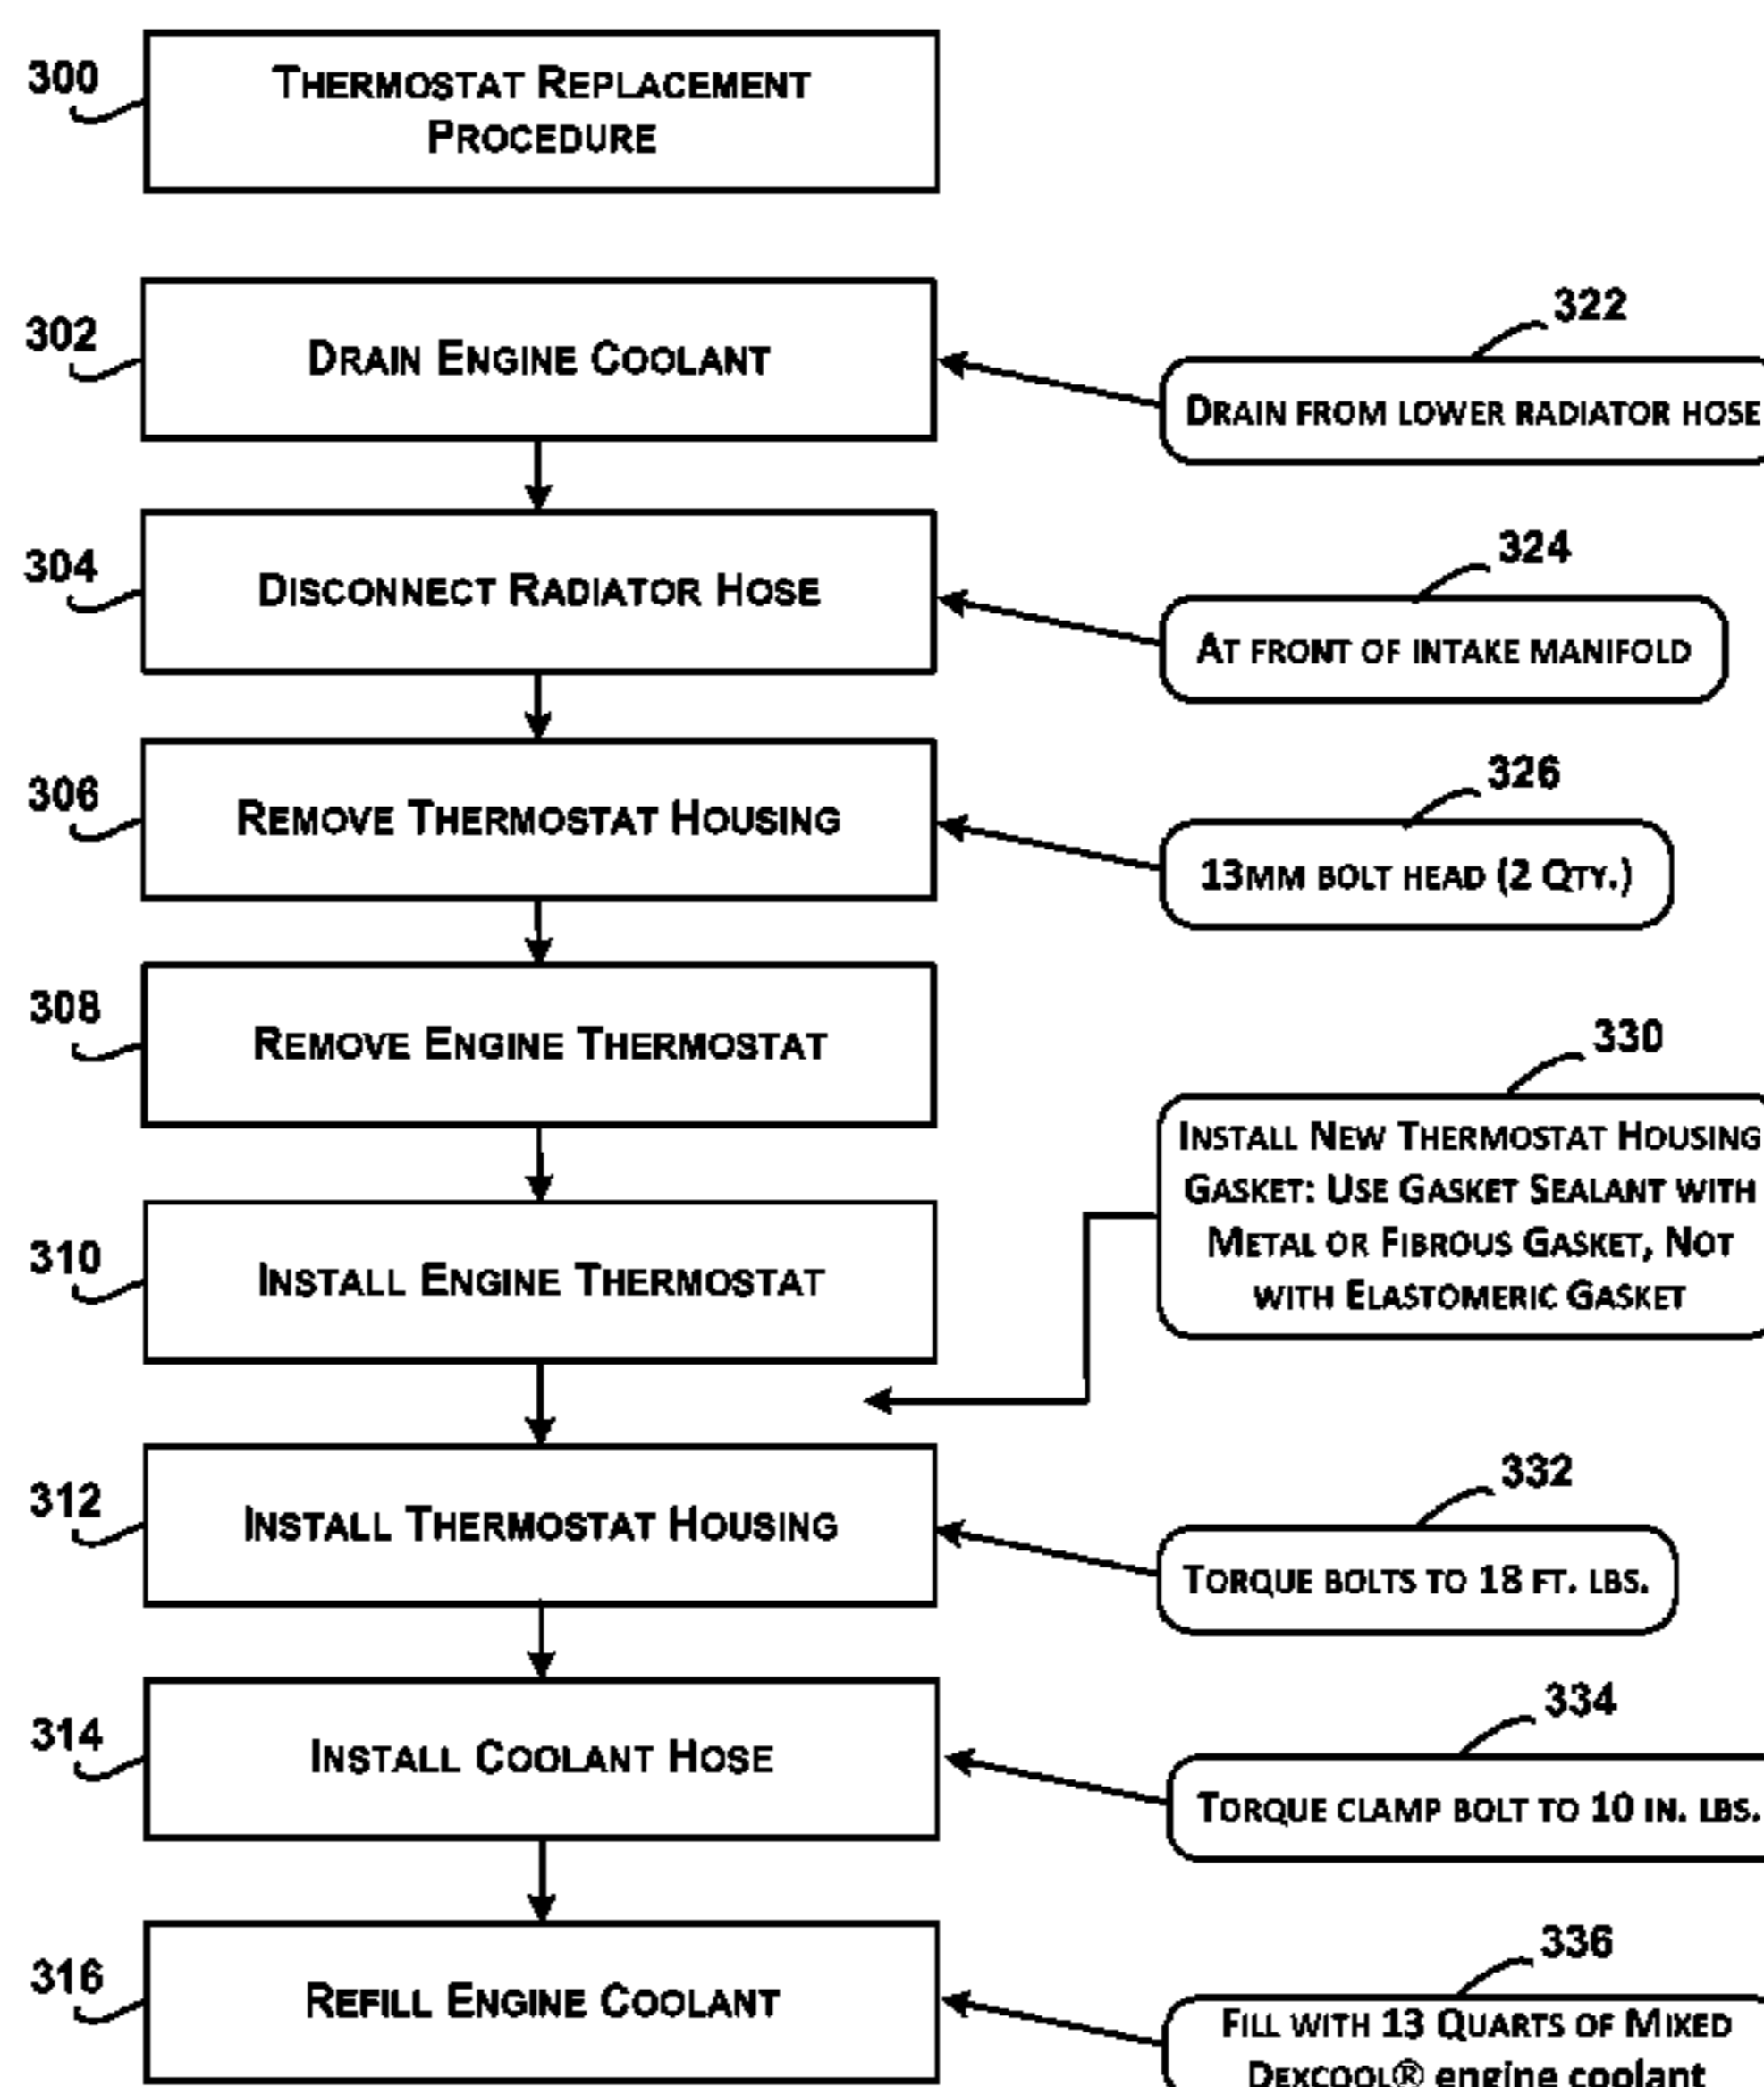 300
THERMOSTAT REPLACEMENT
PROCEDURE
302
DRAIN ENGINE COOLANT
322
DRAIN FROM LOWER RADIATOR HOSE
304
DISCONNECT RADIATOR HOSE
324
AT FRONT OF INTAKE MANIFOLD
306
REMOVE THERMOSTAT HOUSING
326
13MM BOLT HEAD (2 QTY.)
308
REMOVE ENGINE THERMOSTAT
310
INSTALL ENGINE THERMOSTAT
330
INSTALL NEW THERMOSTAT HOUSING
GASKET: USE GASKET SEALANT WITH
METAL OR FIBROUS GASKET, NOT
WITH ELASTOMERIC GASKET
312
INSTALL THERMOSTAT HOUSING
332
TORQUE BOLTS TO 18 FT. LBS.
314
INSTALL COOLANT HOSE
334
TORQUE CLAMP BOLT TO 10 IN. LBS.
316
REFILL ENGINE COOLANT
336
FILL WITH 13 QUARTS OF MIXED
DEXCOOL® engine coolant